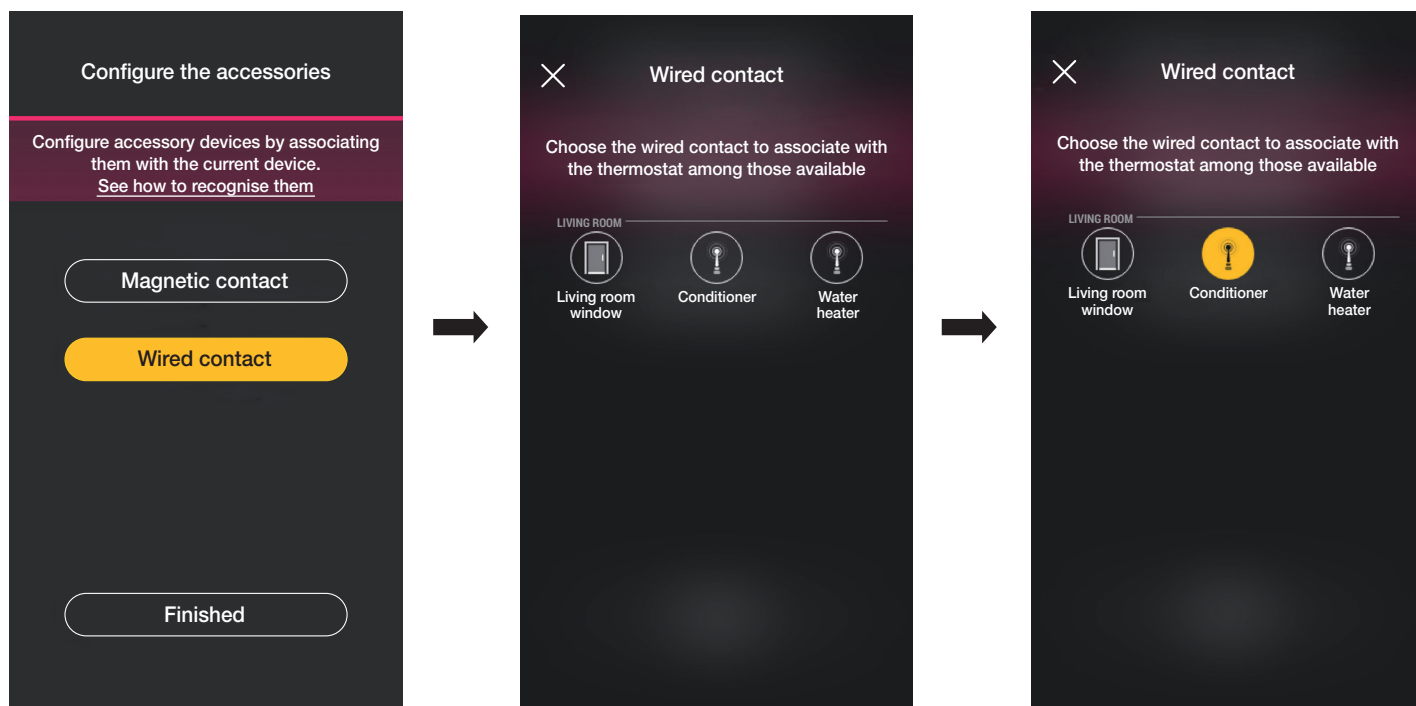 Configure the accessories
Configure accessory devices by associating
them with the current device.
See how to recognise them
Magnetic contact
Wired contact
Finished
Wired contact
Choose the wired contact to associate with
the thermostat among those available
LIVING ROOM
Living room
window
Conditioner
Water
heater
Wired contact
Choose the wired contact to associate with
the thermostat among those available
LIVING ROOM
Living room
window
Conditioner
Water
heater